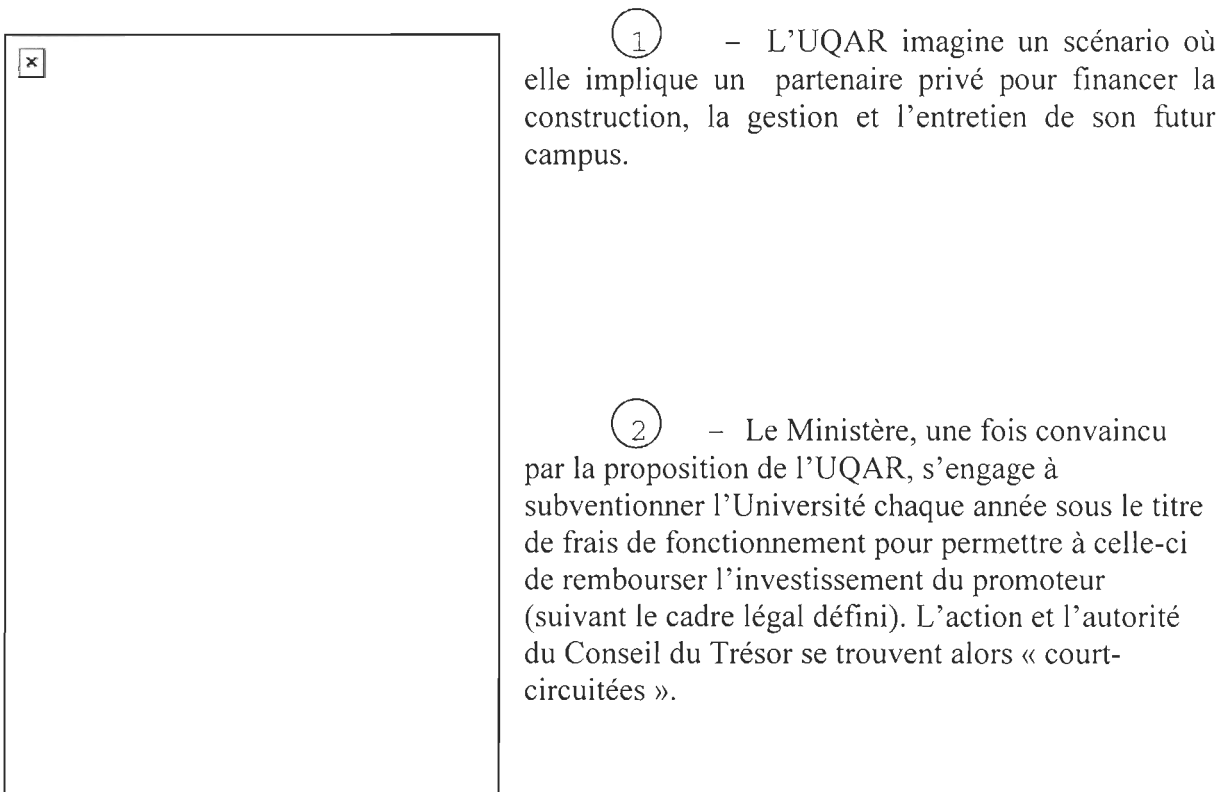 1 – L’UQAR imagine un scénario où
elle implique un partenaire privé pour financer la
construction, la gestion et l’entretien de son futur
campus.
2 – Le Ministère, une fois convaincu
par la proposition de l’UQAR, s’engage à
subventionner l’Université chaque année sous le titre
de frais de fonctionnement pour permettre à celle-ci
de rembourser l’investissement du promoteur
(suivant le cadre légal défini). L’action et l’autorité
du Conseil du Trésor se trouvent alors « court-
circuitées ».